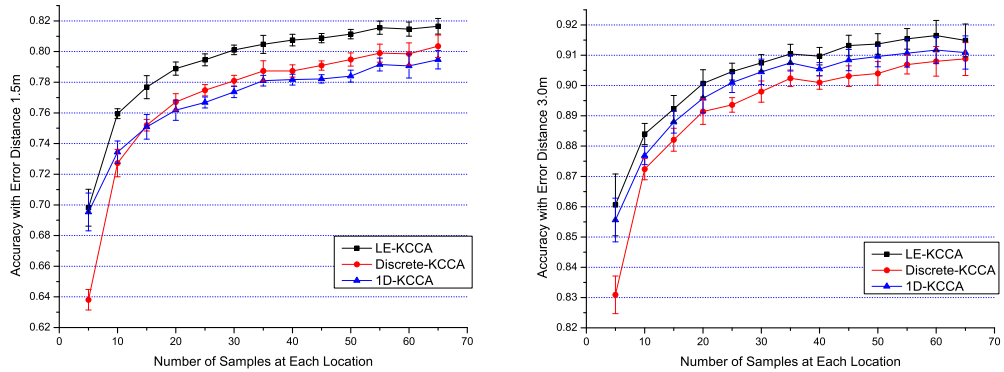 0.82
0.80
0.78
0.76
0.74
0.72
0.70
0.68
0.66
0.64
0.62
Accuracy with Error Distance 1.5m
0 10 20 30 40 50 60 70
Number of Samples at Each Location
LE-KCCA
Discrete-KCCA
1D-KCCA
0.92
0.91
0.90
0.89
0.88
0.87
0.86
0.85
0.84
0.83
0.82
Accuracy with Error Distance 3.0m
0 10 20 30 40 50 60 70
Number of Samples at Each Location
LE-KCCA
Discrete-KCCA
1D-KCCA